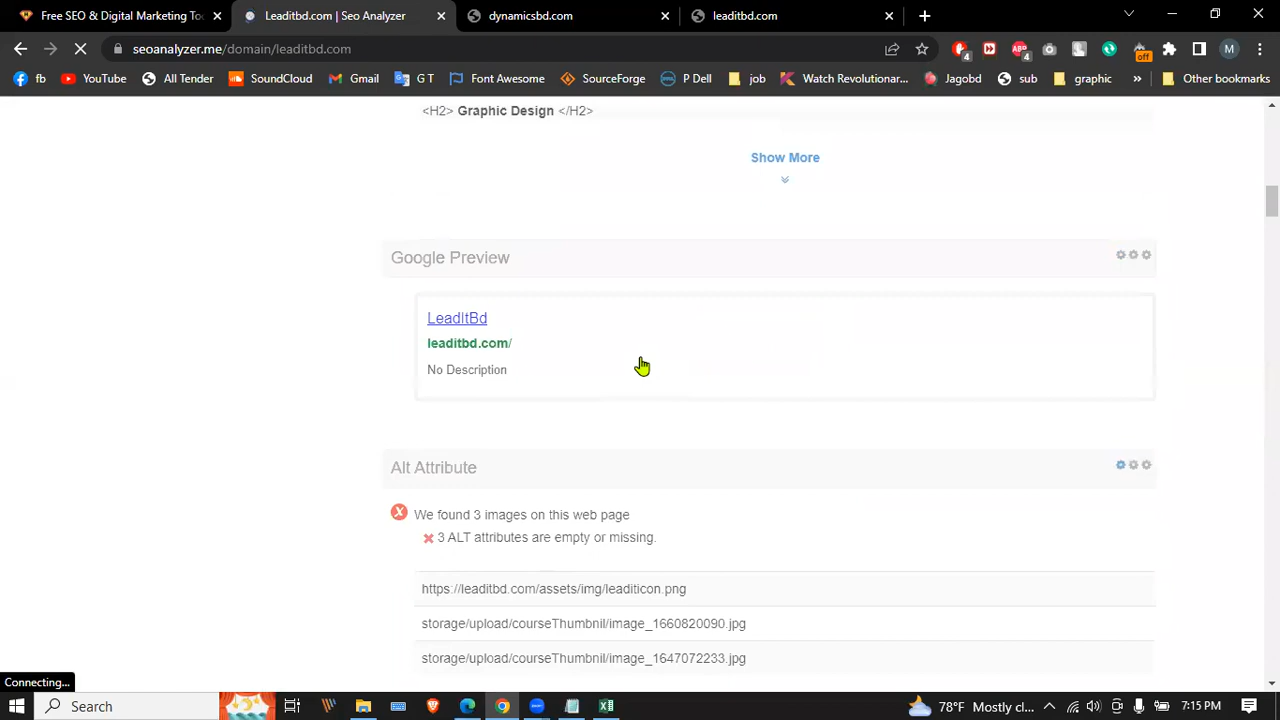 Free SEO & Digital Marketing To
Leaditbd.com | Seo Analyzer
dynamicsbd.com
leaditbd.com
seoanalyzer.me/domain/leaditbd.com
4
ABP
4
off
M
fb
YouTube
All Tender
SoundCloud
Gmail
G T
Font Awesome
SourceForge
P Dell
job
Watch Revolutionar...
Jagobd
sub
graphic
»
Other bookmarks
<H2> Graphic Design </H2>
Show More
Google Preview
LeadItBd
leaditbd.com/
No Description
Alt Attribute
We found 3 images on this web page
3 ALT attributes are empty or missing.
https://leaditbd.com/assets/img/leaditicon.png
storage/upload/courseThumbnil/image_1660820090.jpg
storage/upload/courseThumbnil/image_1647072233.jpg
Connecting...
Search
78°F Mostly cl...
7:15 PM